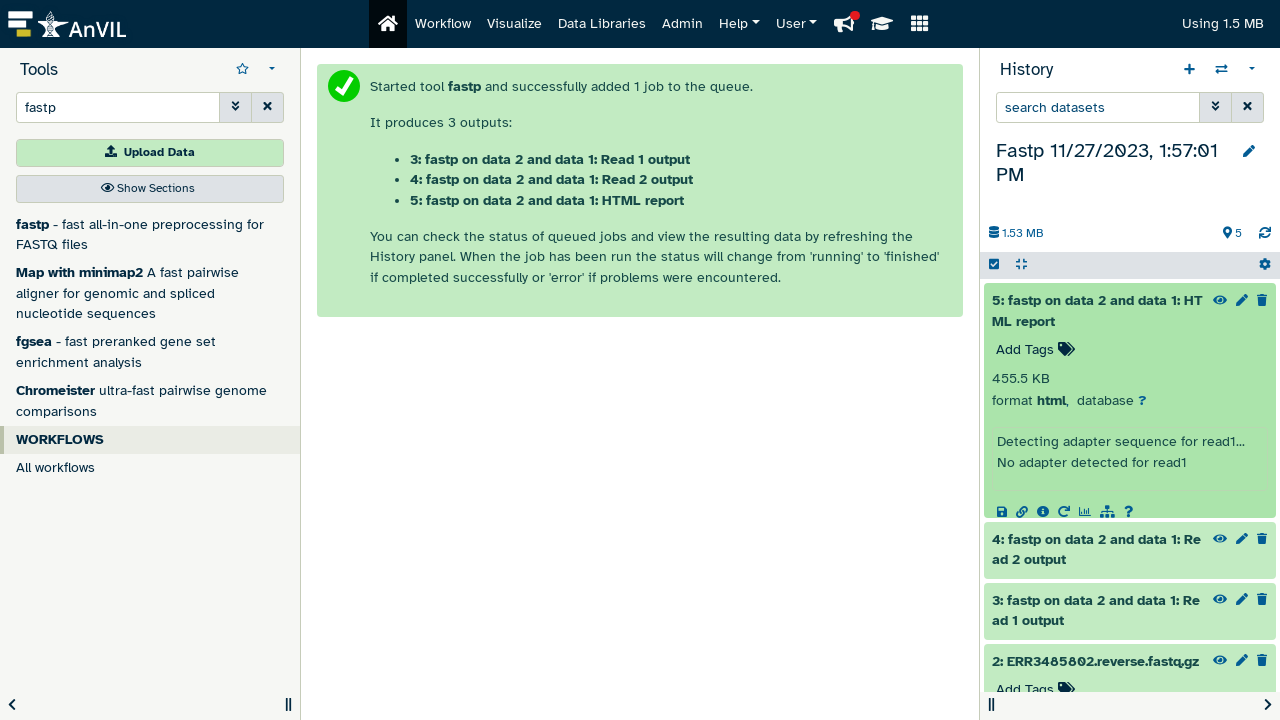 AnVIL
Workflow
Visualize
Data Libraries
Admin
Help
User
Using 1.5 MB
Tools
fastp
Upload Data
Show Sections
fastp - fast all-in-one preprocessing for
FASTQ files
Map with minimap2 A fast pairwise
aligner for genomic and spliced
nucleotide sequences
fgsea - fast preranked gene set
enrichment analysis
Chromeister ultra-fast pairwise genome
comparisons
WORKFLOWS
All workflows
Started tool fastp and successfully added 1 job to the queue.
It produces 3 outputs:
• 3: fastp on data 2 and data 1: Read 1 output
• 4: fastp on data 2 and data 1: Read 2 output
• 5: fastp on data 2 and data 1: HTML report
You can check the status of queued jobs and view the resulting data by refreshing the
History panel. When the job has been run the status will change from 'running' to 'finished'
if completed successfully or 'error' if problems were encountered.
History
search datasets
Fastp 11/27/2023, 1:57:01
PM
1.53 MB
5
5: fastp on data 2 and data 1: HT
ML report
Add Tags
455.5 KB
format html, database ?
Detecting adapter sequence for read1...
No adapter detected for read1
4: fastp on data 2 and data 1: Re
ad 2 output
3: fastp on data 2 and data 1: Re
ad 1 output
2: ERR3485802.reverse.fastq.gz
Add Tags